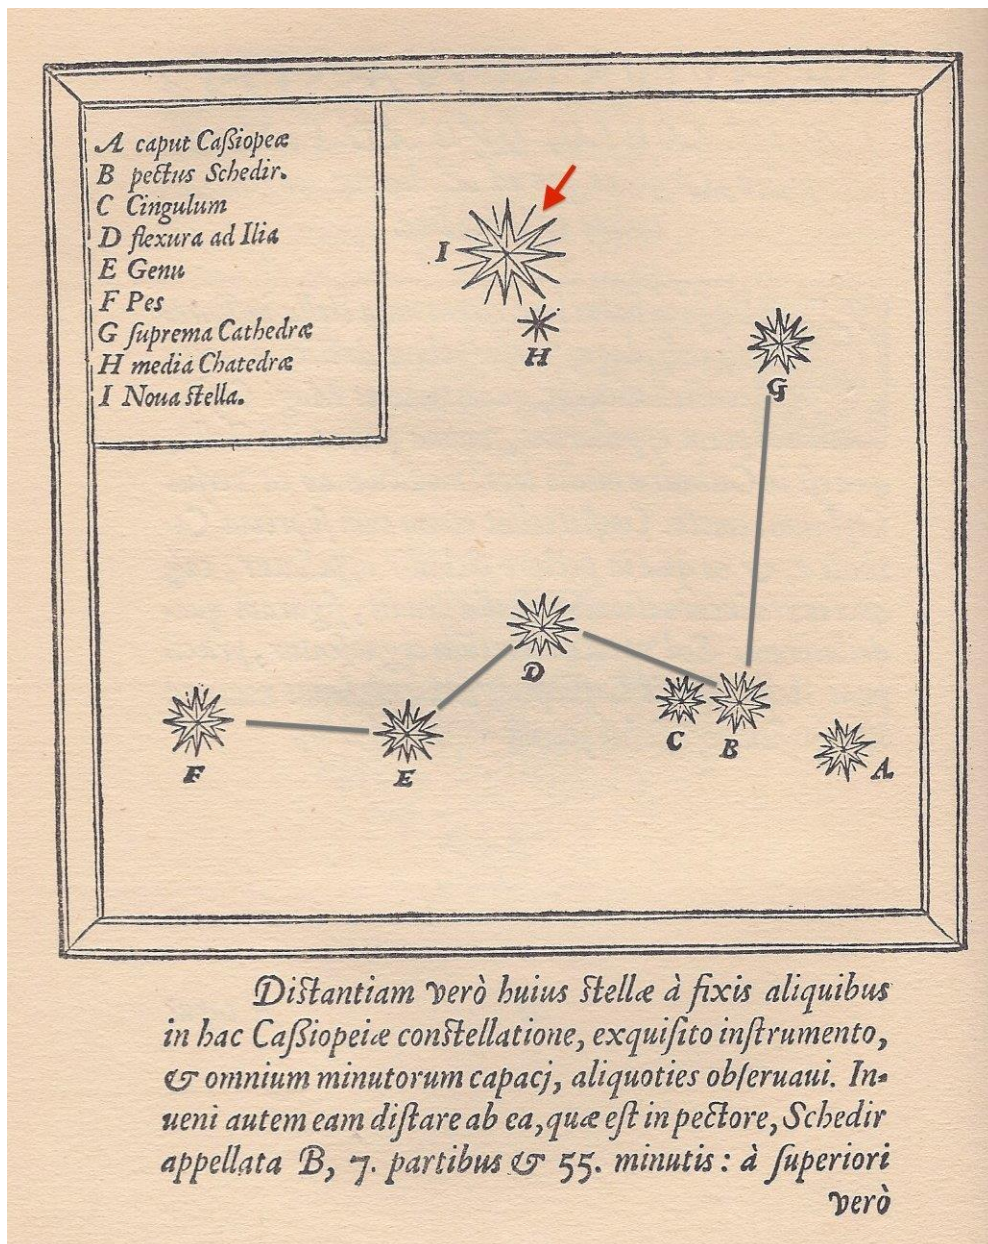 A caput Caſsiopeæ
B pectus Schedir.
C Cingulum
D flexura ad Ilia
E Genu
F Pes
G ſuprema Cathedræ
H media Chatedræ
I Noua ſtella.
I
H
G
D
C
B
A
F
E
Diſtantiam verò huius ſtellæ à fixis aliquibus
in hac Caſsiopeiæ conſtellatione, exquiſito inſtrumento,
& omnium minutorum capacj, aliquoties obſeruaui. In-
ueni autem eam diſtare ab ea, quæ eſt in pectore, Schedir
appellata B, 7. partibus & 55. minutis: à ſuperiori
verò